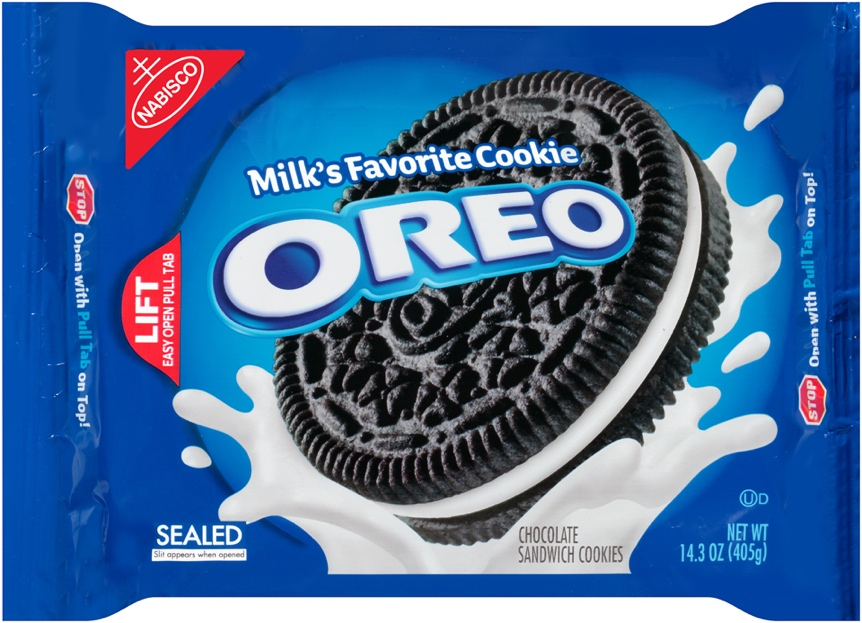 NABISCO
Milk's Favorite Cookie
OREO
STOP
Open with Pull Tab on Top!
LIFT
EASY OPEN PULL TAB
STOP
Open with Pull Tab on Top!
SEALED
Slit appears when opened
CHOCOLATE
SANDWICH COOKIES
UD
NET WT
14.3 OZ (405g)